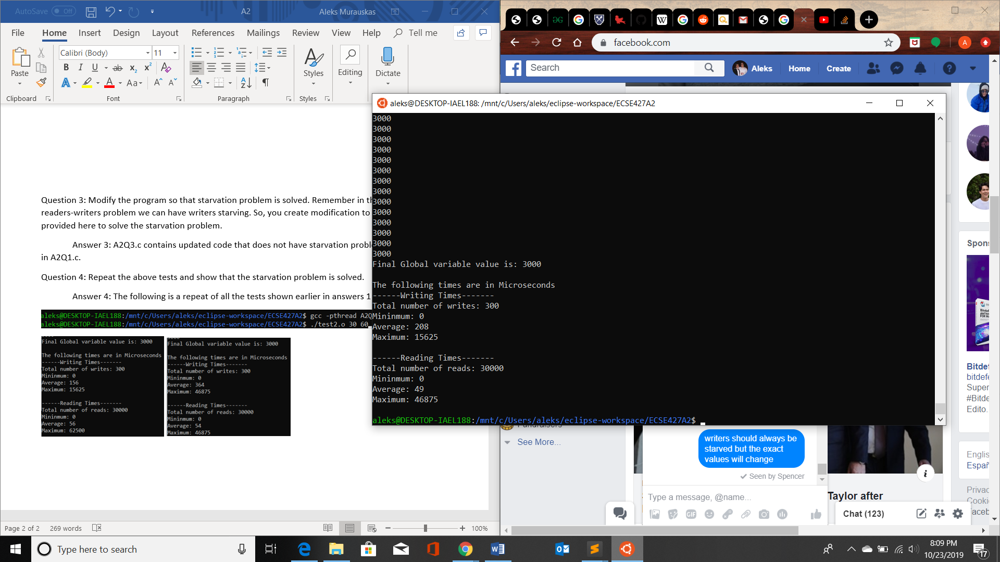 AutoSave Off
A2
Aleks Murauskas
File Home Insert Design Layout References Mailings Review View Help Tell me
Calibri (Body) 11
Paste
Styles
Editing
Dictate
Clipboard
Font
Paragraph
Styles
Question 3: Modify the program so that starvation problem is solved. Remember in th
readers-writers problem we can have writers starving. So, you create modification to
provided here to solve the starvation problem.
Answer 3: A2Q3.c contains updated code that does not have starvation probl
in A2Q1.c.
Question 4: Repeat the above tests and show that the starvation problem is solved.
Answer 4: The following is a repeat of all the tests shown earlier in answers 1
aleks@DESKTOP-IAEL188:/mnt/c/Users/aleks/eclipse-workspace/ECSE427A2$ gcc -pthread A2Q
aleks@DESKTOP-IAEL188:/mnt/c/Users/aleks/eclipse-workspace/ECSE427A2$ ./test2.o 30 60
Final Global variable value is: 3000
The following times are in Microseconds
------Writing Times-------
Total number of writes: 300
Mininmum: 0
Average: 156
Maximum: 15625
------Reading Times-------
Total number of reads: 30000
Mininmum: 0
Average: 56
Maximum: 62500
Final Global variable value is: 3000
The following times are in Microseconds
------Writing Times-------
Total number of writes: 300
Mininmum: 0
Average: 364
Maximum: 46875
------Reading Times-------
Total number of reads: 30000
Mininmum: 0
Average: 54
Maximum: 46875
Page 2 of 2 269 words
100%
facebook.com
A
Search
Aleks Home Create
aleks@DESKTOP-IAEL188: /mnt/c/Users/aleks/eclipse-workspace/ECSE427A2
3000
3000
3000
3000
3000
3000
3000
3000
3000
3000
3000
3000
3000
3000
Final Global variable value is: 3000
The following times are in Microseconds
------Writing Times-------
Total number of writes: 300
Mininmum: 0
Average: 208
Maximum: 15625
------Reading Times-------
Total number of reads: 30000
Mininmum: 0
Average: 49
Maximum: 46875
aleks@DESKTOP-IAEL188:/mnt/c/Users/aleks/eclipse-workspace/ECSE427A2$
Fundraisers
See More...
writers should always be
starved but the exact
values will change
Seen by Spencer
Type a message, @name...
GIF
Taylor after
Chat (123)
Spons
Bitdef
bitdefe
Super
#Bitde
Edito.
Englis
Españ
Privac
Cookie
Faceb
Type here to search
8:09 PM
10/23/2019
17